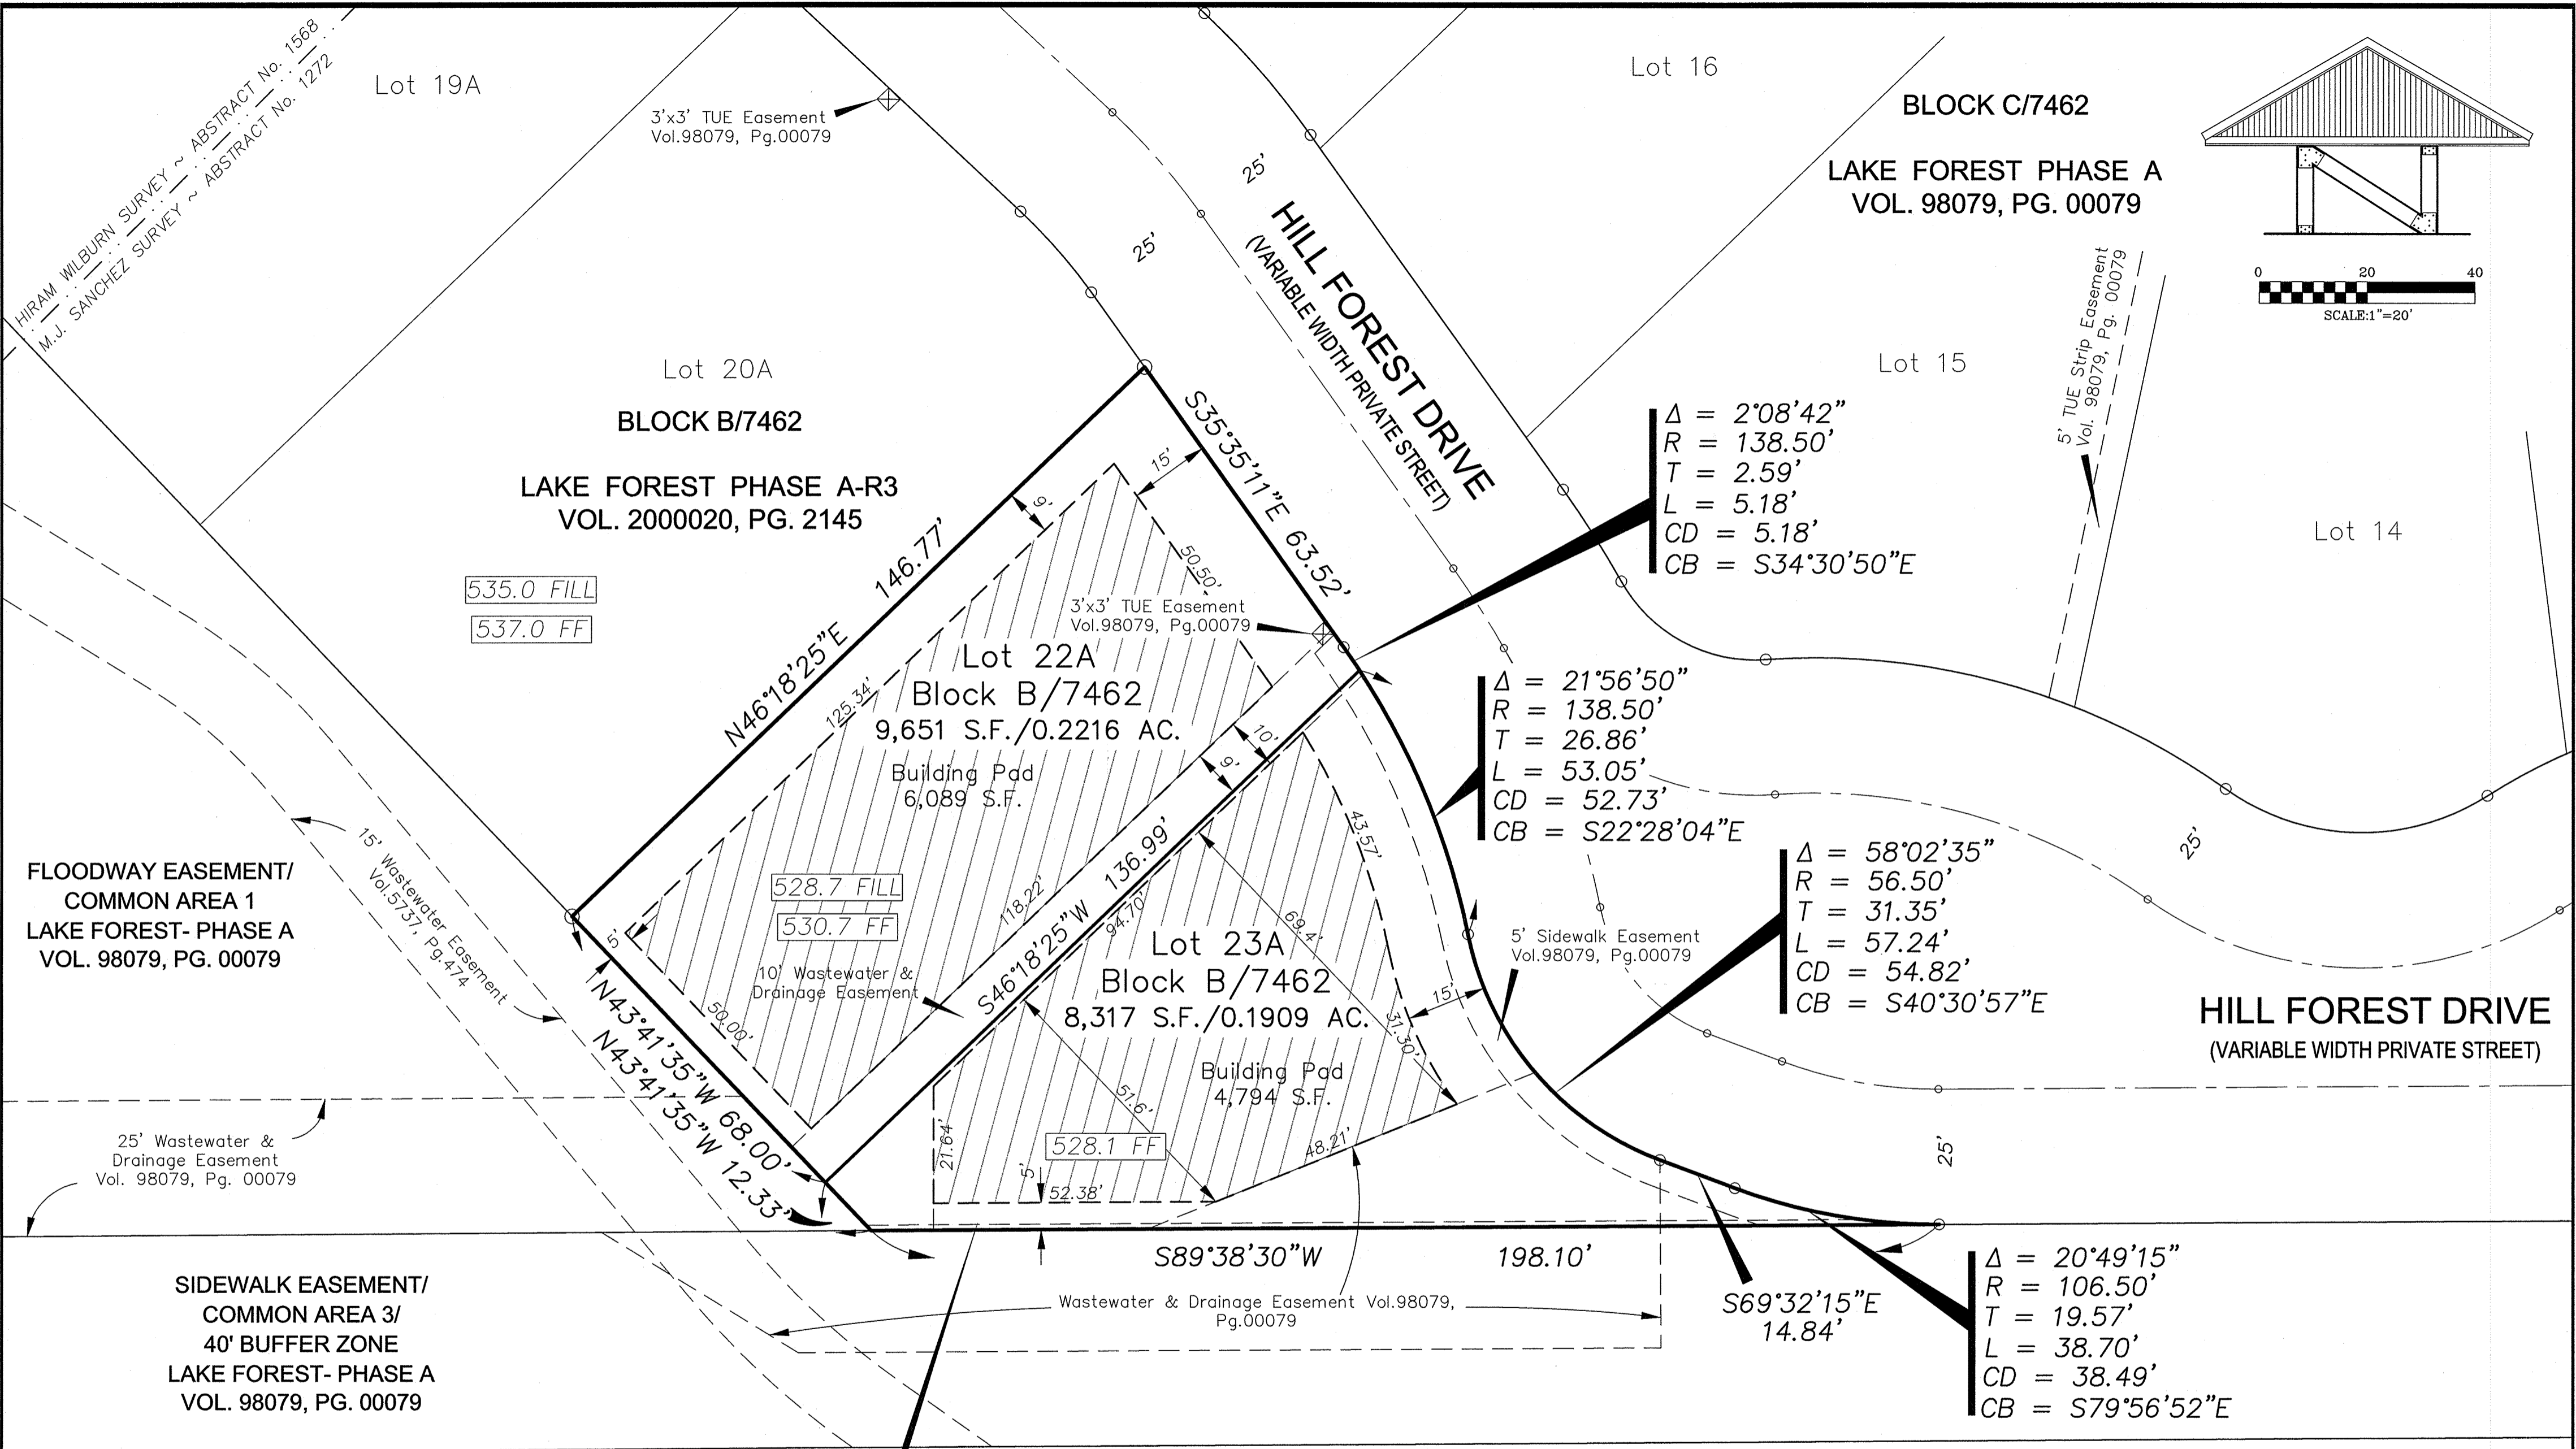 HIRAM WILBURN SURVEY ~ ABSTRACT No. 1568
M.J. SANCHEZ SURVEY ~ ABSTRACT No. 1272
Lot 19A
3'x3' TUE Easement
Vol.98079, Pg.00079
Lot 16
BLOCK C/7462
LAKE FOREST PHASE A
VOL. 98079, PG. 00079
0 20 40
SCALE:1"=20'
25'
25'
HILL FOREST DRIVE
(VARIABLE WIDTH PRIVATE STREET)
Lot 15
5' TUE Strip Easement
Vol. 98079, Pg. 00079
Lot 14
Lot 20A
BLOCK B/7462
LAKE FOREST PHASE A-R3
VOL. 2000020, PG. 2145
535.0 FILL
537.0 FF
S35°35'11"E 63.52'
15'
9'
N46°18'25"E 146.77'
50.50'
125.34'
3'x3' TUE Easement
Vol.98079, Pg.00079
Lot 22A
Block B/7462
9,651 S.F./0.2216 AC.
Building Pad
6,089 S.F.
528.7 FILL
530.7 FF
10' Wastewater &
Drainage Easement
10'
9'
118.22'
S46°18'25"W 136.99'
94.70'
5'
50.00'
Δ = 2°08'42"
R = 138.50'
T = 2.59'
L = 5.18'
CD = 5.18'
CB = S34°30'50"E
Δ = 21°56'50"
R = 138.50'
T = 26.86'
L = 53.05'
CD = 52.73'
CB = S22°28'04"E
Δ = 58°02'35"
R = 56.50'
T = 31.35'
L = 57.24'
CD = 54.82'
CB = S40°30'57"E
43.57'
69.4'
Lot 23A
Block B/7462
8,317 S.F./0.1909 AC.
Building Pad
4,794 S.F.
528.1 FF
15'
31.30'
51.6'
48.21'
21.64'
5'
52.38'
5' Sidewalk Easement
Vol.98079, Pg.00079
25'
HILL FOREST DRIVE
(VARIABLE WIDTH PRIVATE STREET)
25'
FLOODWAY EASEMENT/
COMMON AREA 1
LAKE FOREST- PHASE A
VOL. 98079, PG. 00079
15' Wastewater Easement
Vol.5737, Pg.474
N43°41'35"W 68.00'
N43°41'35"W 12.33'
25' Wastewater &
Drainage Easement
Vol. 98079, Pg. 00079
SIDEWALK EASEMENT/
COMMON AREA 3/
40' BUFFER ZONE
LAKE FOREST- PHASE A
VOL. 98079, PG. 00079
S89°38'30"W 198.10'
Wastewater & Drainage Easement Vol.98079,
Pg.00079
S69°32'15"E
14.84'
Δ = 20°49'15"
R = 106.50'
T = 19.57'
L = 38.70'
CD = 38.49'
CB = S79°56'52"E